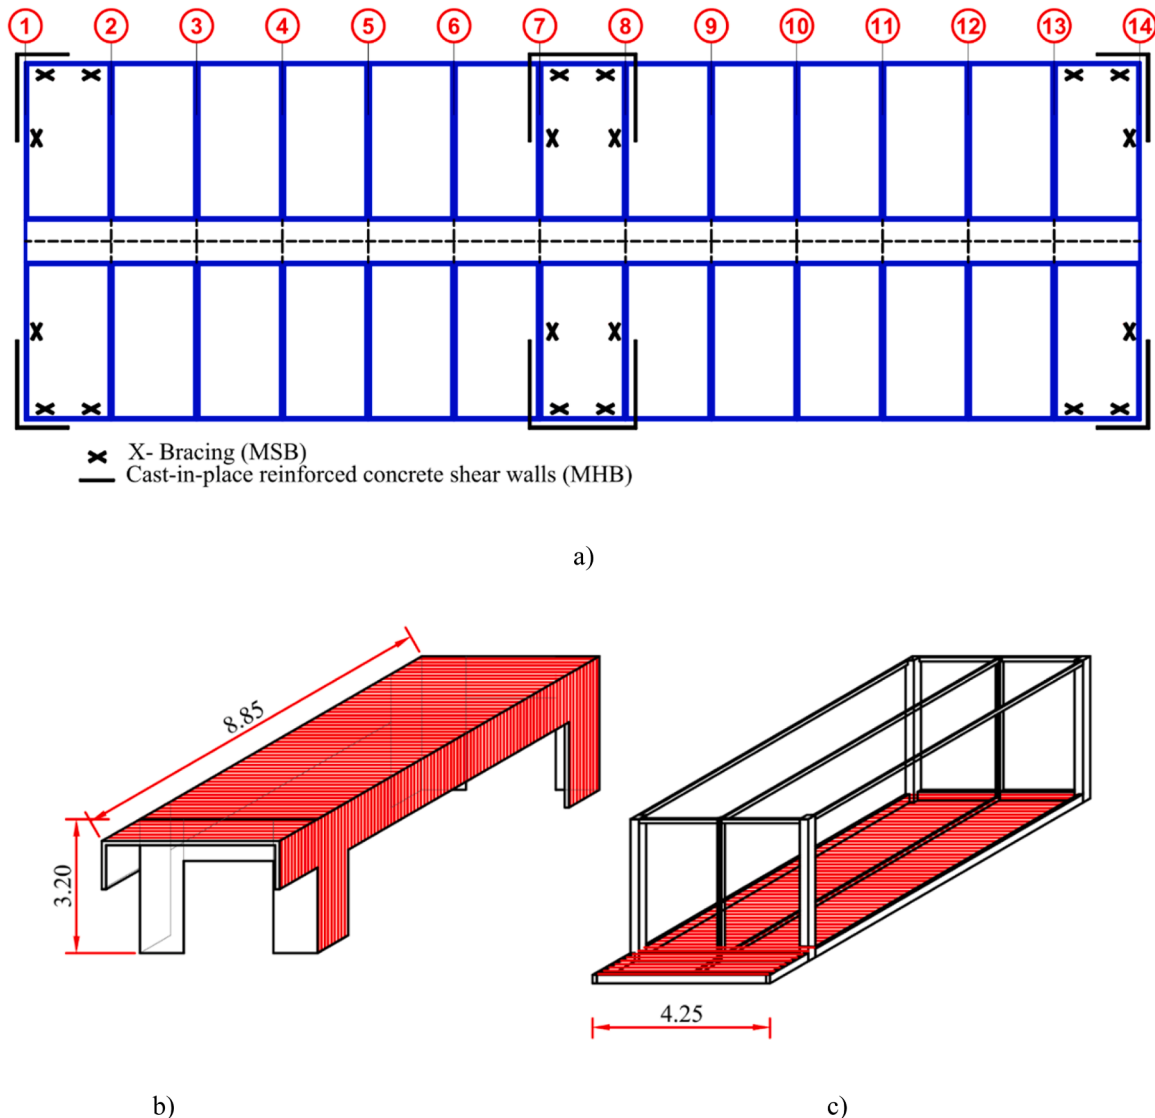 1 2 3 4 5 6 7 8 9 10 11 12 13 14
X- Bracing (MSB)
Cast-in-place reinforced concrete shear walls (MHB)
a)
8.85
3.20
4.25
b)
c)